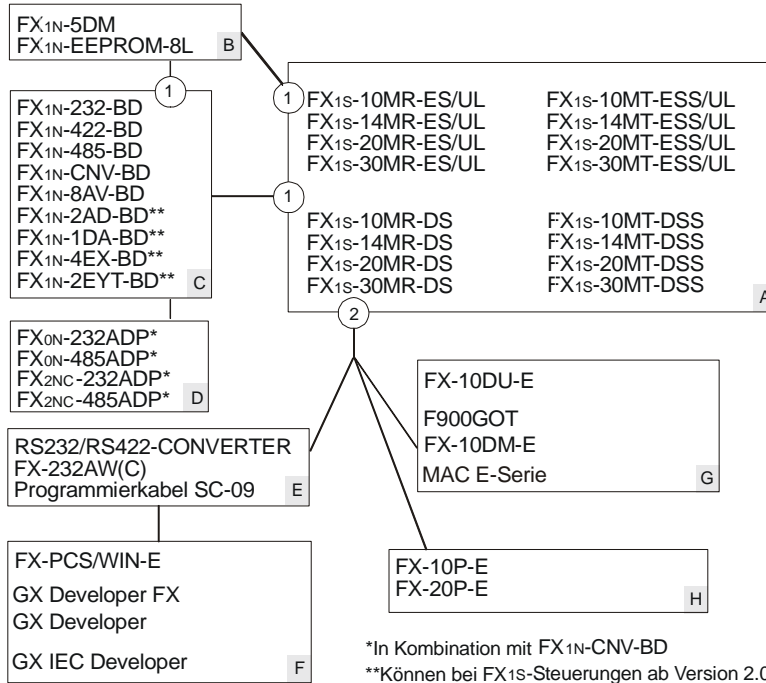 FX1N-5DM
FX1N-EEPROM-8L
B
1
FX1N-232-BD
FX1N-422-BD
FX1N-485-BD
FX1N-CNV-BD
FX1N-8AV-BD
FX1N-2AD-BD**
FX1N-1DA-BD**
FX1N-4EX-BD**
FX1N-2EYT-BD**
C
FX0N-232ADP*
FX0N-485ADP*
FX2NC-232ADP*
FX2NC-485ADP*
D
1
FX1S-10MR-ES/UL FX1S-10MT-ESS/UL
FX1S-14MR-ES/UL FX1S-14MT-ESS/UL
FX1S-20MR-ES/UL FX1S-20MT-ESS/UL
FX1S-30MR-ES/UL FX1S-30MT-ESS/UL
1
FX1S-10MR-DS FX1S-10MT-DSS
FX1S-14MR-DS FX1S-14MT-DSS
FX1S-20MR-DS FX1S-20MT-DSS
FX1S-30MR-DS FX1S-30MT-DSS
A
2
RS232/RS422-CONVERTER
FX-232AW(C)
Programmierkabel SC-09
E
FX-PCS/WIN-E
GX Developer FX
GX Developer
GX IEC Developer
F
FX-10DU-E
F900GOT
FX-10DM-E
MAC E-Serie
G
FX-10P-E
FX-20P-E
H
*In Kombination mit FX1N-CNV-BD
**Können bei FX1S-Steuerungen ab Version 2.0